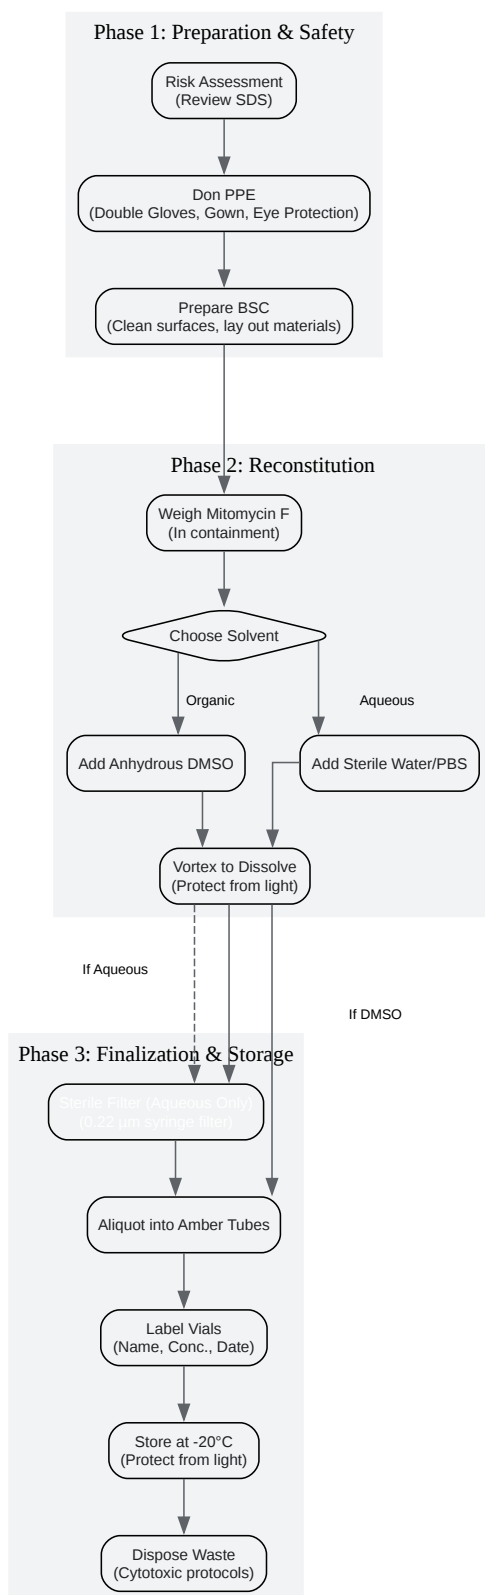 Phase 1: Preparation & Safety
Risk Assessment
(Review SDS)
Don PPE
(Double Gloves, Gown, Eye Protection)
Prepare BSC
(Clean surfaces, lay out materials)
Phase 2: Reconstitution
Weigh Mitomycin F
(In containment)
Choose Solvent
Organic
Aqueous
Add Anhydrous DMSO
Add Sterile Water/PBS
Vortex to Dissolve
(Protect from light)
If Aqueous
If DMSO
Phase 3: Finalization & Storage
Sterile Filter (Aqueous Only)
(0.22 µm syringe filter)
Aliquot into Amber Tubes
Label Vials
(Name, Conc., Date)
Store at -20°C
(Protect from light)
Dispose Waste
(Cytotoxic protocols)